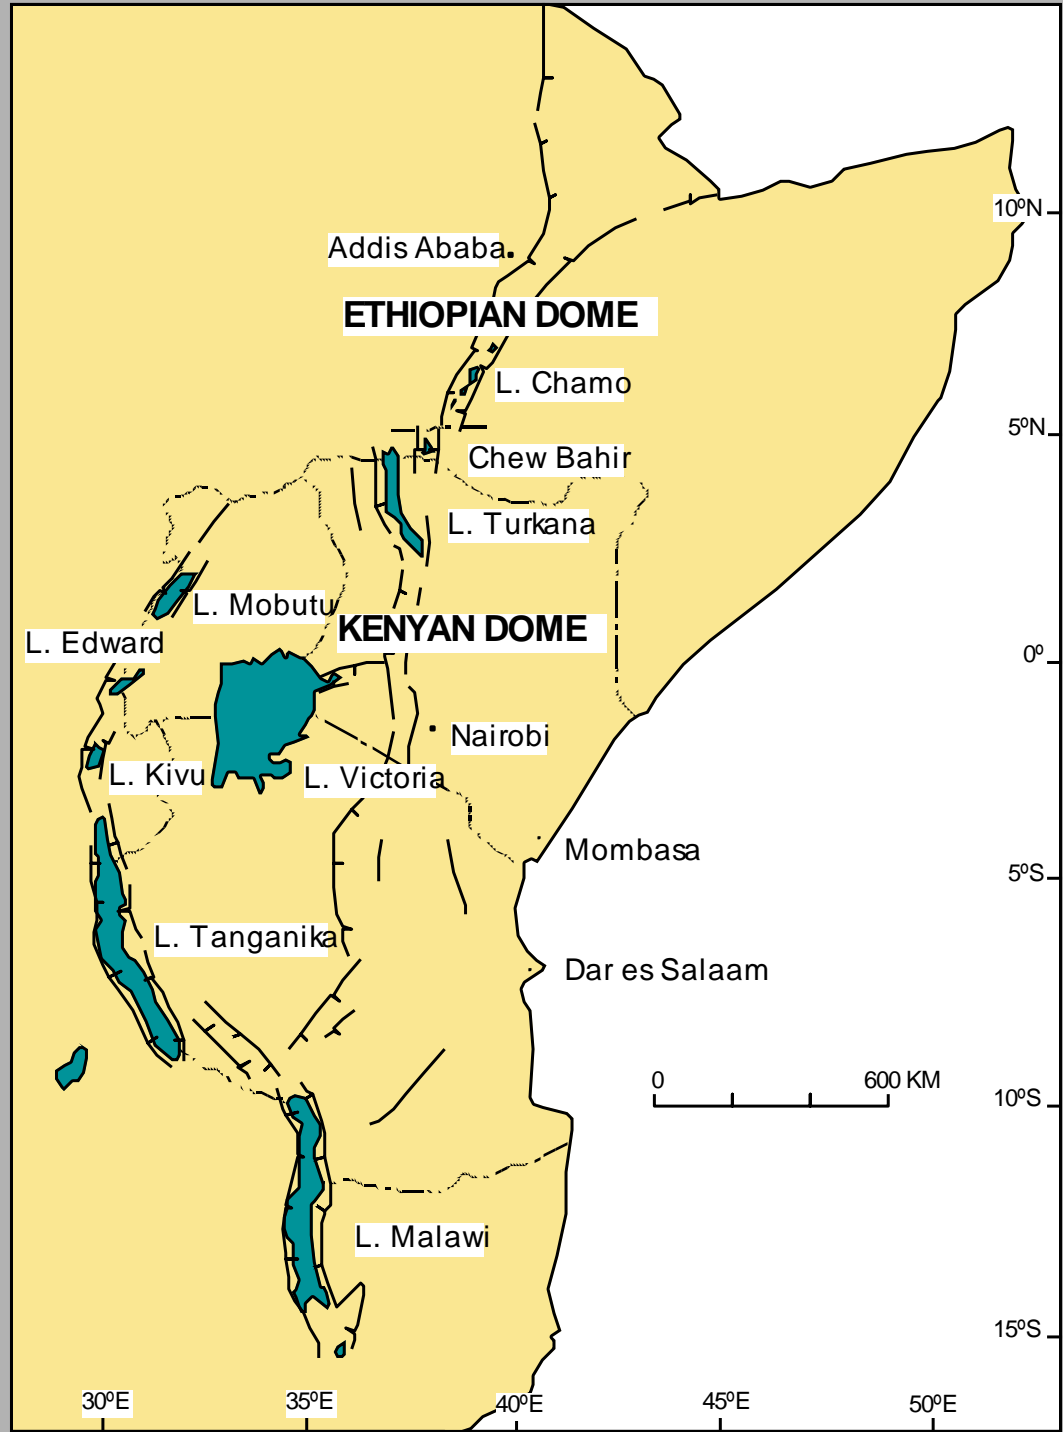 10ºN
Addis Ababa
ETHIOPIAN DOME
L. Chamo
5ºN
Chew Bahir
L. Turkana
L. Mobutu
KENYAN DOME
L. Edward
0º
Nairobi
L. Kivu
L. Victoria
Mombasa
5ºS
L. Tanganika
Dar es Salaam
0 600 KM
10ºS
L. Malawi
15ºS
30ºE 35ºE 40ºE 45ºE 50ºE